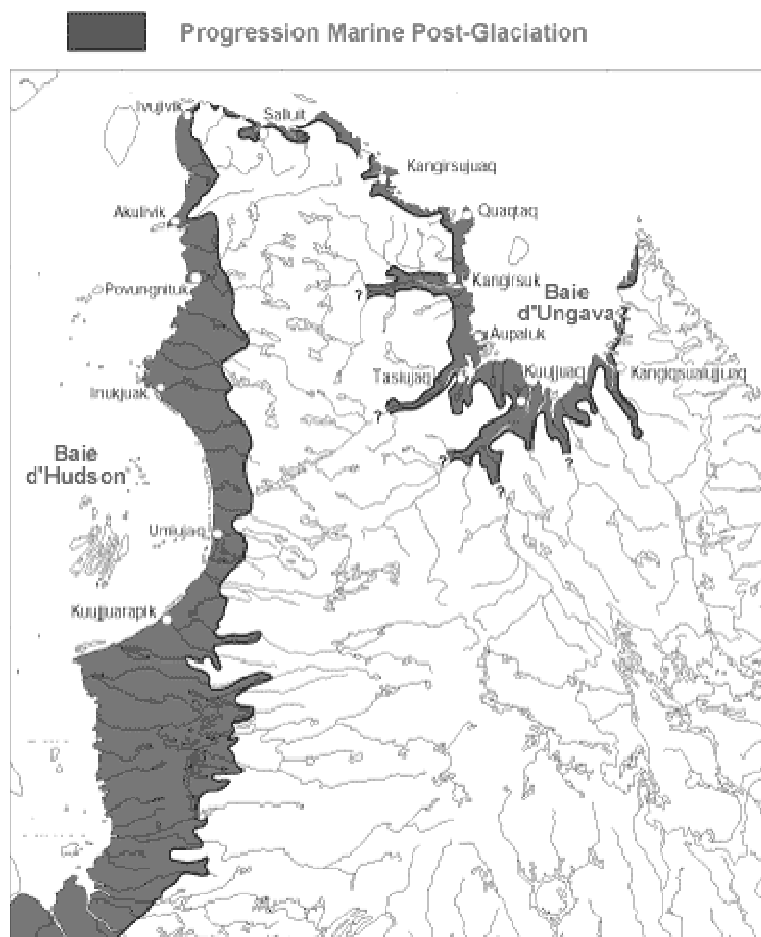 Progression Marine Post-Glaciation
Ivujivik
Salluit
Kangirsujuaq
Akulivik
Quaqtaq
Povungnituk
Kangirsuk
?
Baie
d'Ungava
Aupaluk
Tasiujaq
Kuujjuaq
Kangiqsualujjuaq
Inukjuak
?
Baie
d'Hudson
?
?
?
Umiujaq
Kuujjuarapik